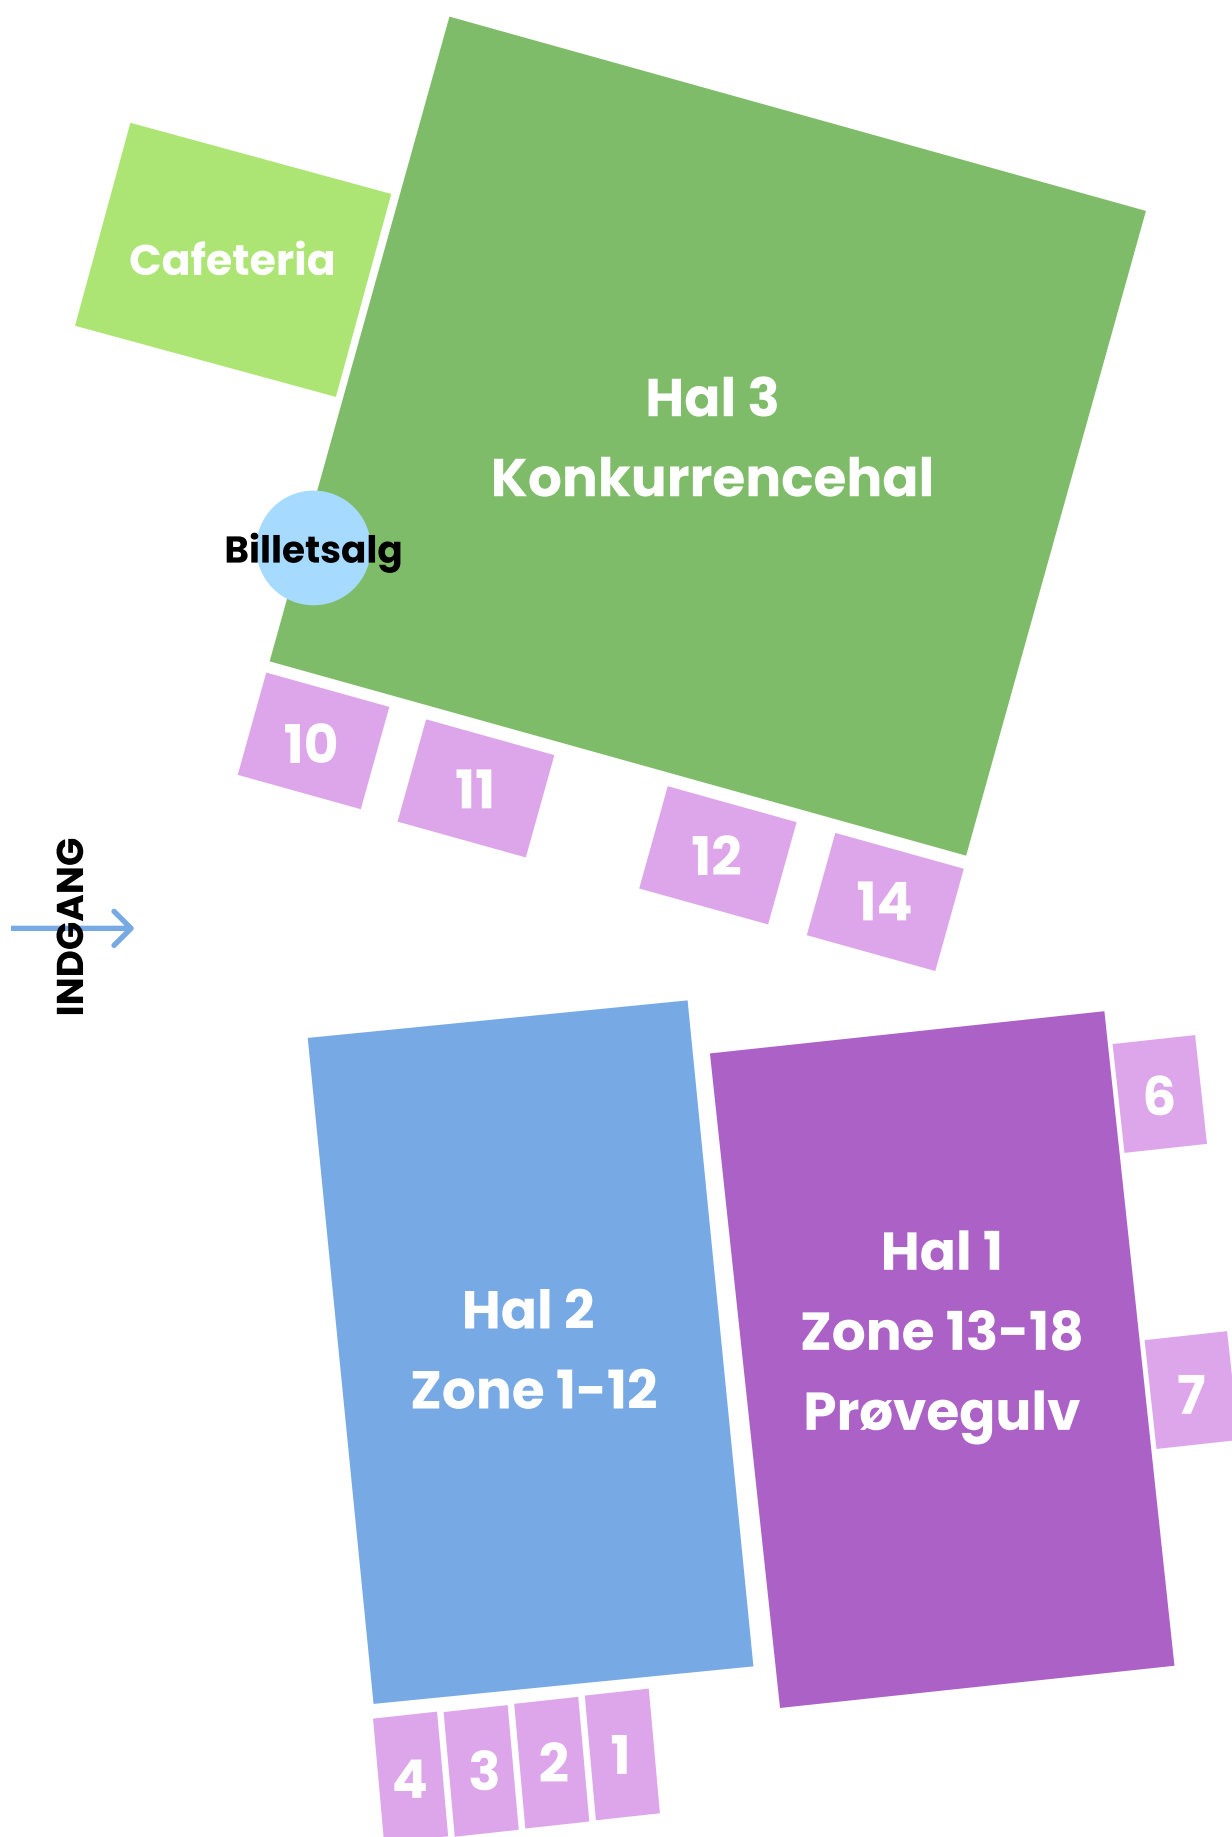 Cafeteria
Hal 3
Konkurrencehal
Billetsalg
10
11
12
14
INDGANG
6
Hal 1
Zone 13-18
Prøvegulv
Hal 2
Zone 1-12
7
4
3
2
1